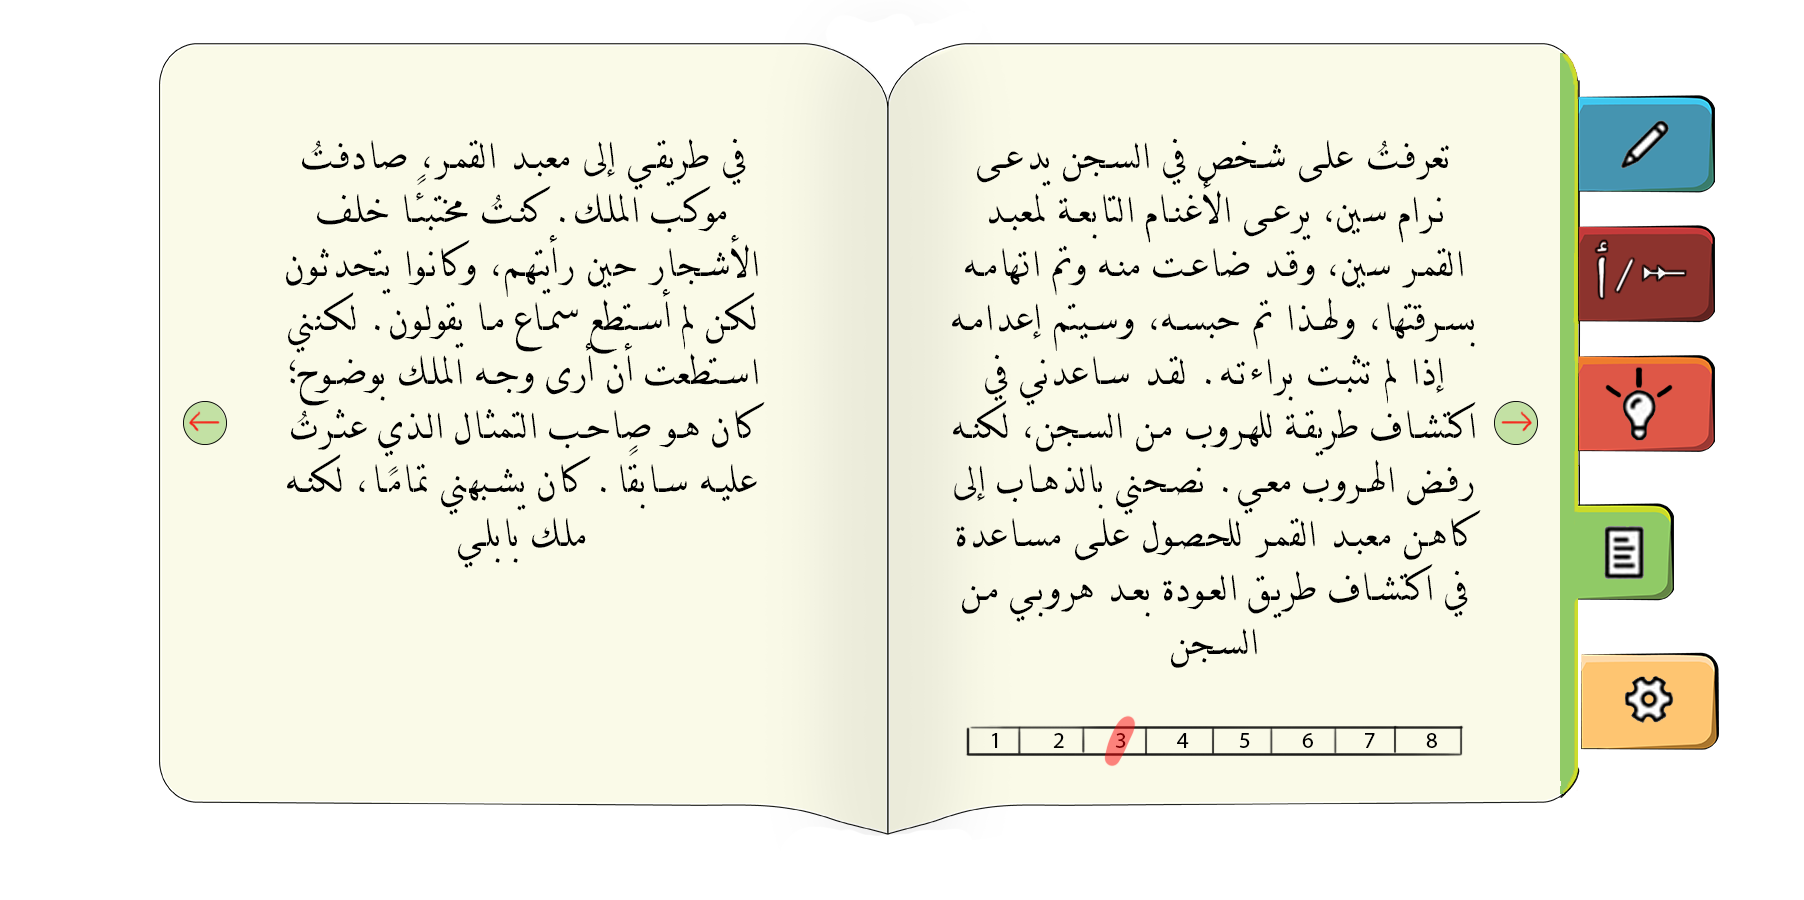 تعرفتُ على شخص في السجن يدعى
نرام سين، يرعى الأغنام التابعة لمعبد
القمر سين، وقد ضاعت منه وتم اتهامه
بسرقتها، ولهذا تم حبسه، وسيتم إعدامه
إذا لم تثبت براءته. لقد ساعدني في
اكتشاف طريقة للهروب من السجن، لكنه
رفض الهروب معي. نصحني بالذهاب إلى
كاهن معبد القمر للحصول على مساعدة
في اكتشاف طريق العودة بعد هروبي من
السجن
1 2 3 4 5 6 7 8
في طريقي إلى معبد القمر، صادفتُ
موكب الملك. كنتُ مختبئًا خلف
الأشجار حين رأيتهم، وكانوا يتحدثون
لكن لم أستطع سماع ما يقولون. لكنني
استطعت أن أرى وجه الملك بوضوح؛
كان هو صاحب التمثال الذي عثرتُ
عليه سابقًا. كان يشبهني تمامًا، لكنه
ملك بابلي
أ/